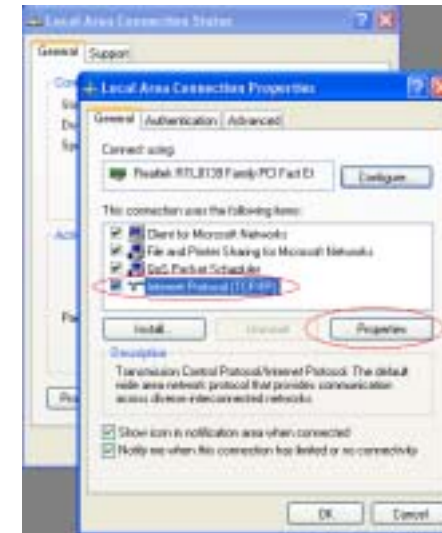 Local Area Connection Status
General Support
Local Area Connection Properties
General Authentication Advanced
Connect using:
Realtek RTL8139 Family PCI Fast Et
Configure...
This connection uses the following items:
Client for Microsoft Networks
File and Printer Sharing for Microsoft Networks
QoS Packet Scheduler
Internet Protocol (TCP/IP)
Install... Uninstall Properties
Description
Transmission Control Protocol/Internet Protocol. The default
wide area network protocol that provides communication
across diverse interconnected networks.
Show icon in notification area when connected
Notify me when this connection has limited or no connectivity
OK Cancel